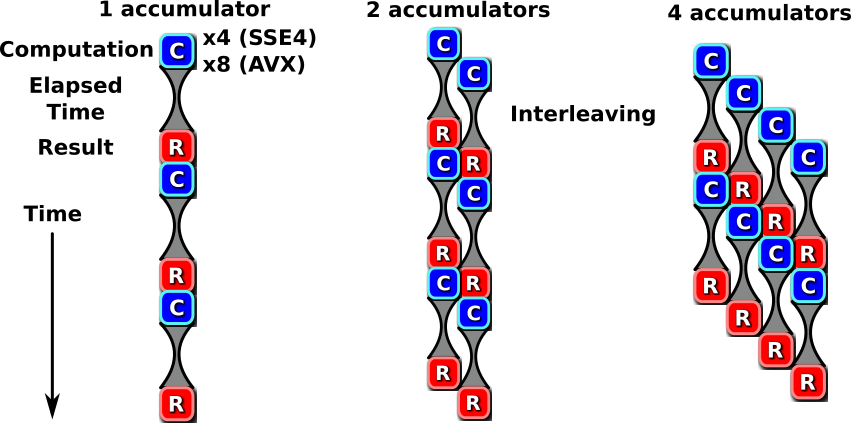 1 accumulator
2 accumulators
4 accumulators
Computation
C
x4 (SSE4)
x8 (AVX)
Elapsed
Time
Result
R
C
R
C
R
Time
C
C
R
R
C
C
R
R
C
C
R
R
Interleaving
C
C
C
C
R
R
R
R
C
C
C
C
R
R
R
R